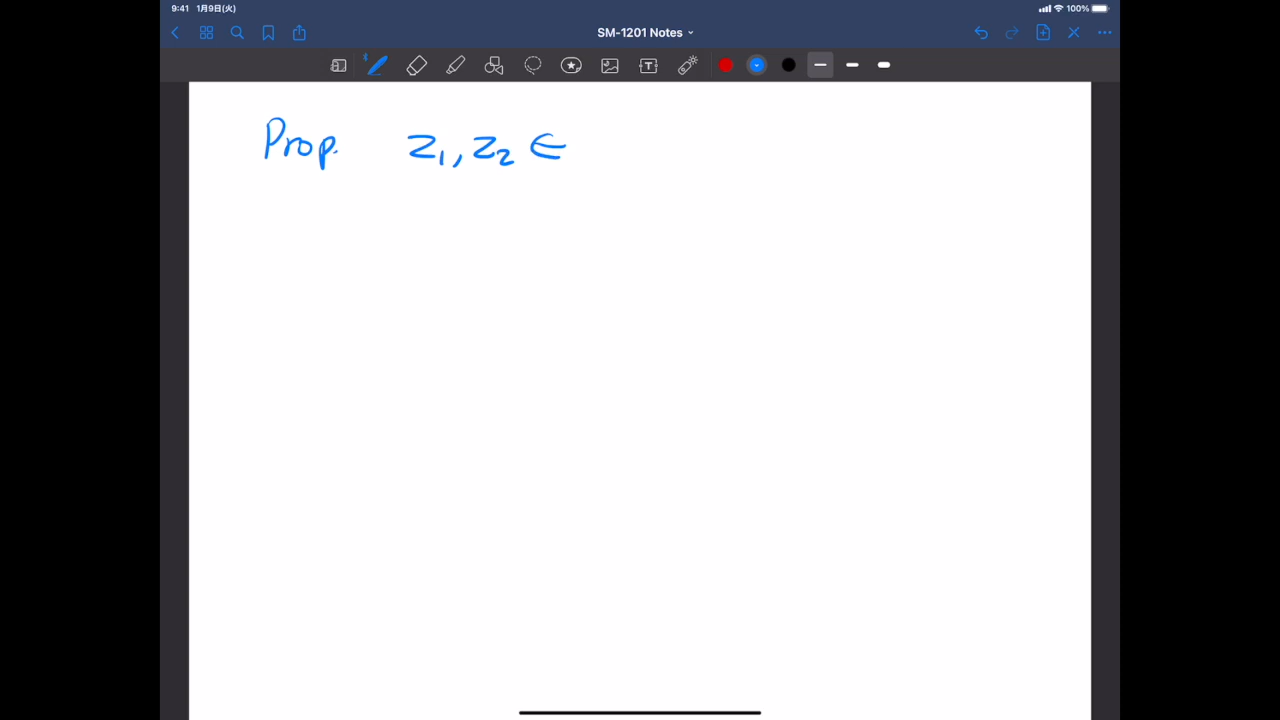 9:41 1月9日(火) 100%
SM-1201 Notes
Prop. z₁, z₂ ∈